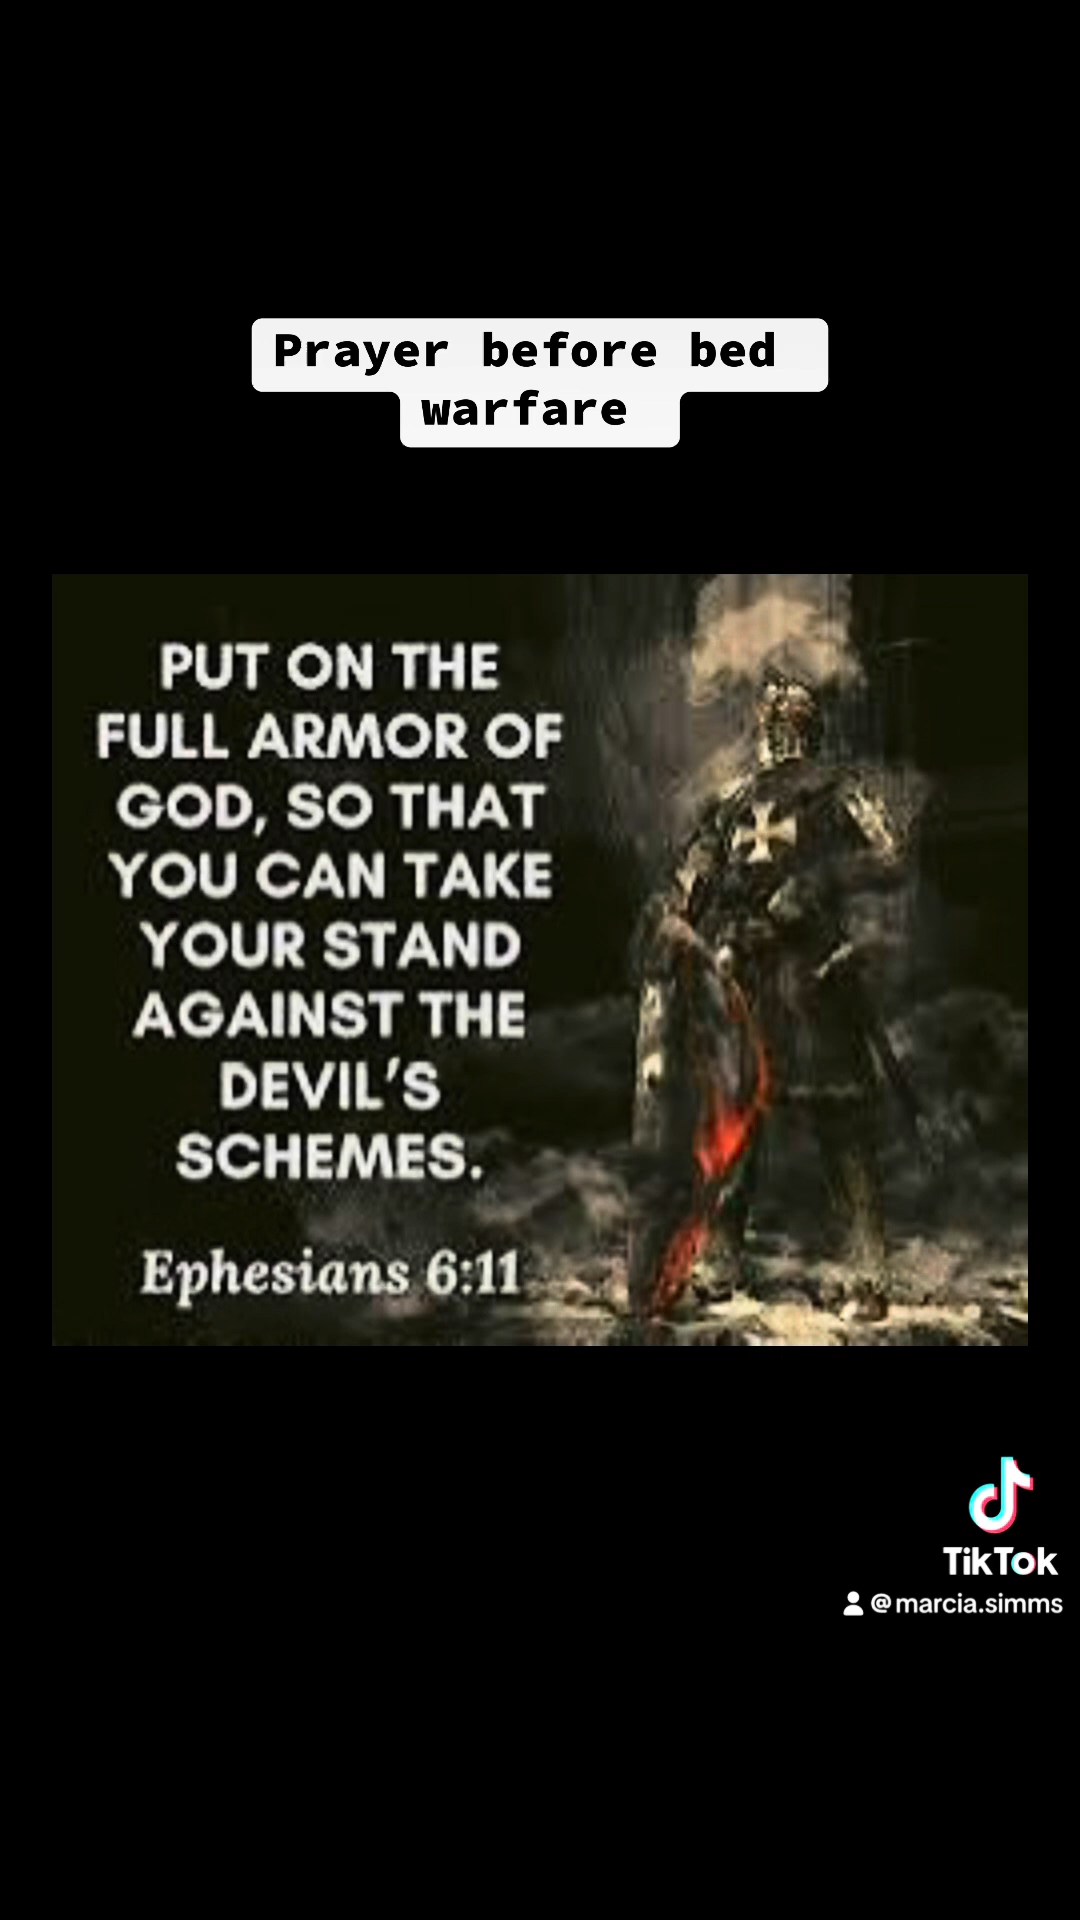 Prayer before bed
warfare
PUT ON THE
FULL ARMOR OF
GOD, SO THAT
YOU CAN TAKE
YOUR STAND
AGAINST THE
DEVIL’S
SCHEMES.
Ephesians 6:11
TikTok
@marcia.simms